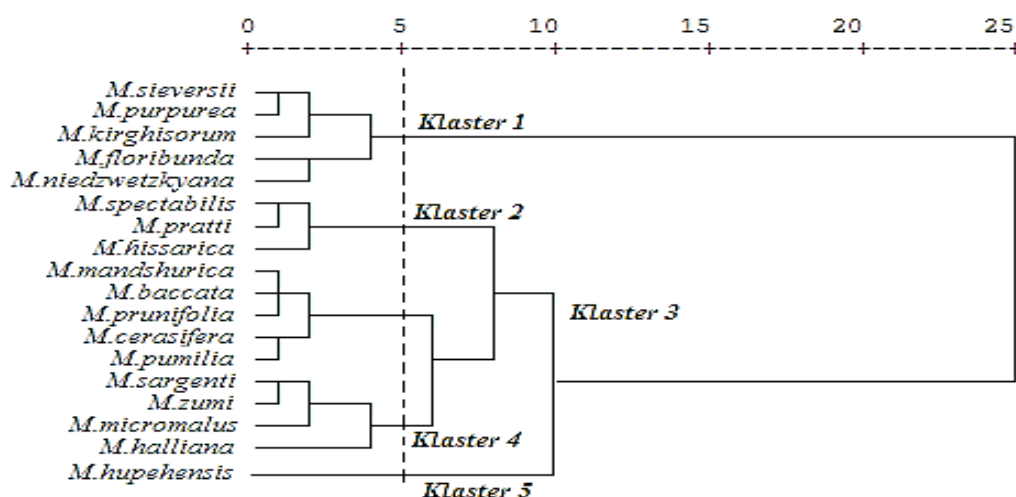 0 5 10 15 20 25
M.sieversii
M.purpurea
Klaster 1
M.kirghisorum
M.floribunda
M.niedzwetzkyana
M.spectabilis
Klaster 2
M.pratti
M.hissarica
M.mandshurica
M.baccata
M.prunifolia
Klaster 3
M.cerasifera
M.pumilia
M.sargenti
M.zumi
M.micromalus
Klaster 4
M.halliana
M.hupehensis
Klaster 5